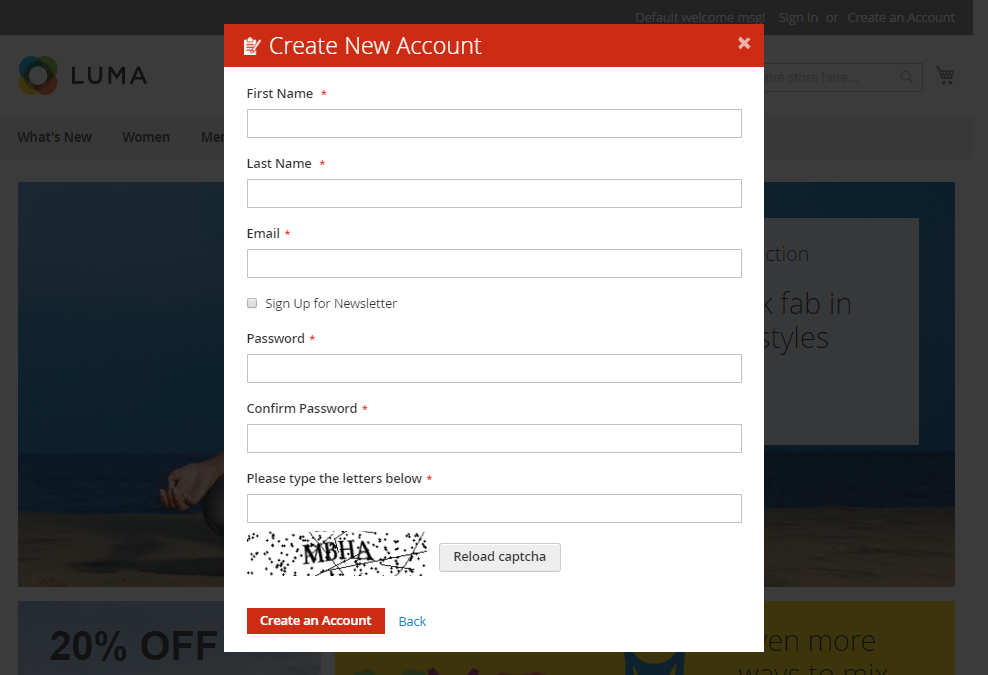 Default welcome msg! Sign In or Create an Account
Create New Account
LUMA
ire store here...
What's New Women Mer
First Name *
Last Name *
Email *
Sign Up for Newsletter
Password *
Confirm Password *
Please type the letters below *
MBHA
Reload captcha
Create an Account Back
ction
k fab in
styles
20% OFF
ven more
ways to mix